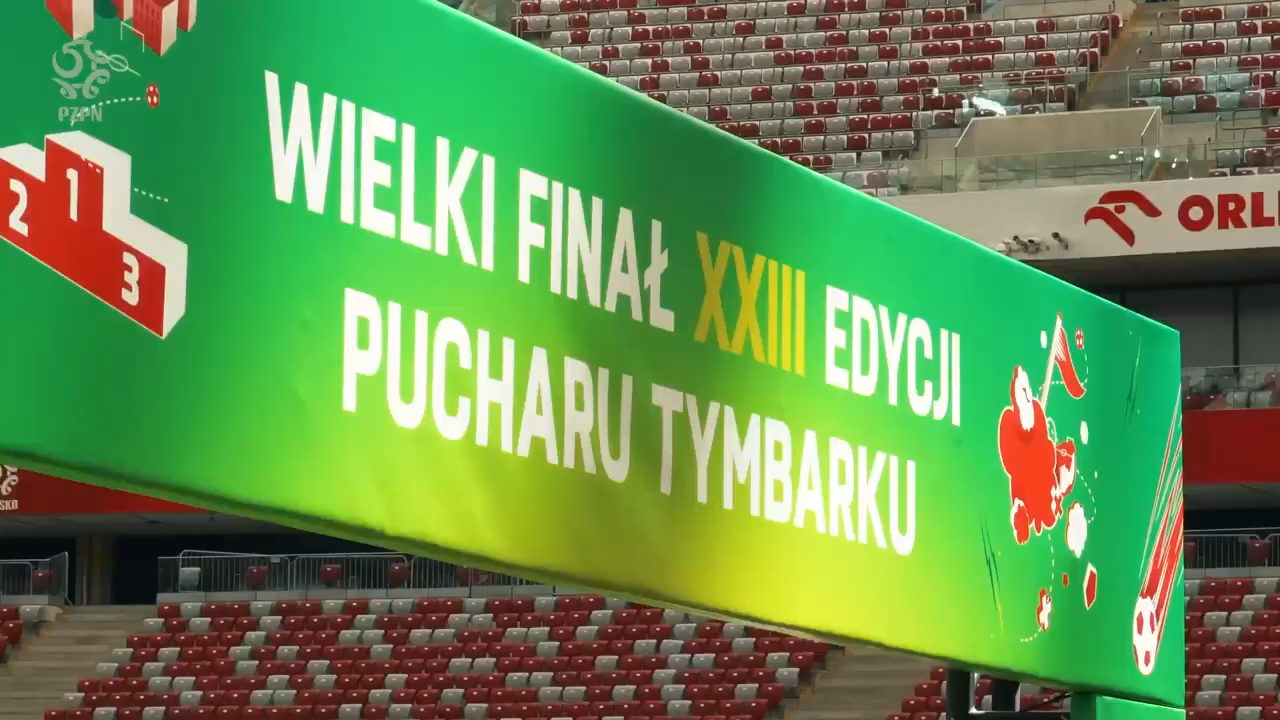 PZPN
2 1 3
WIELKI FINAŁ XXIII EDYCJI
PUCHARU TYMBARKU
ORL